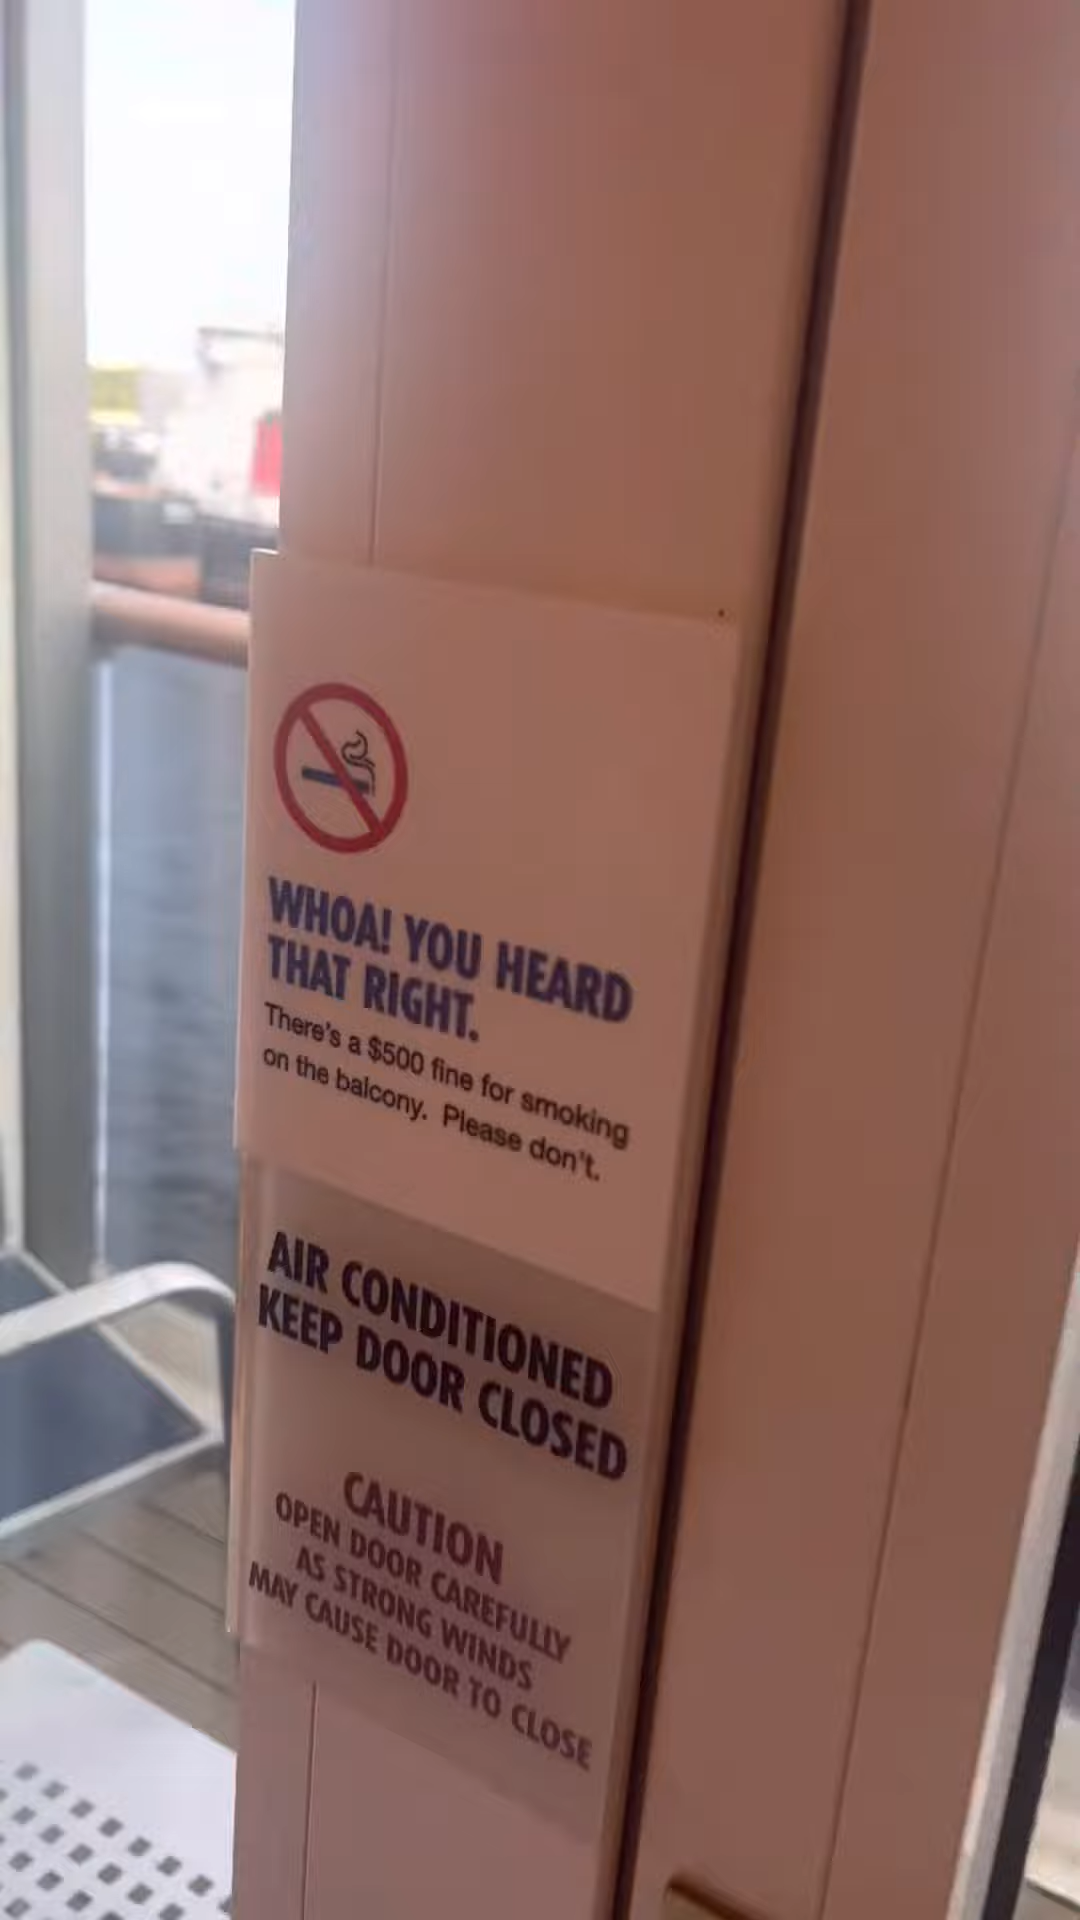 WHOA! YOU HEARD
THAT RIGHT.
There's a $500 fine for smoking
on the balcony. Please don't.
AIR CONDITIONED
KEEP DOOR CLOSED
CAUTION
OPEN DOOR CAREFULLY
AS STRONG WINDS
MAY CAUSE DOOR TO CLOSE